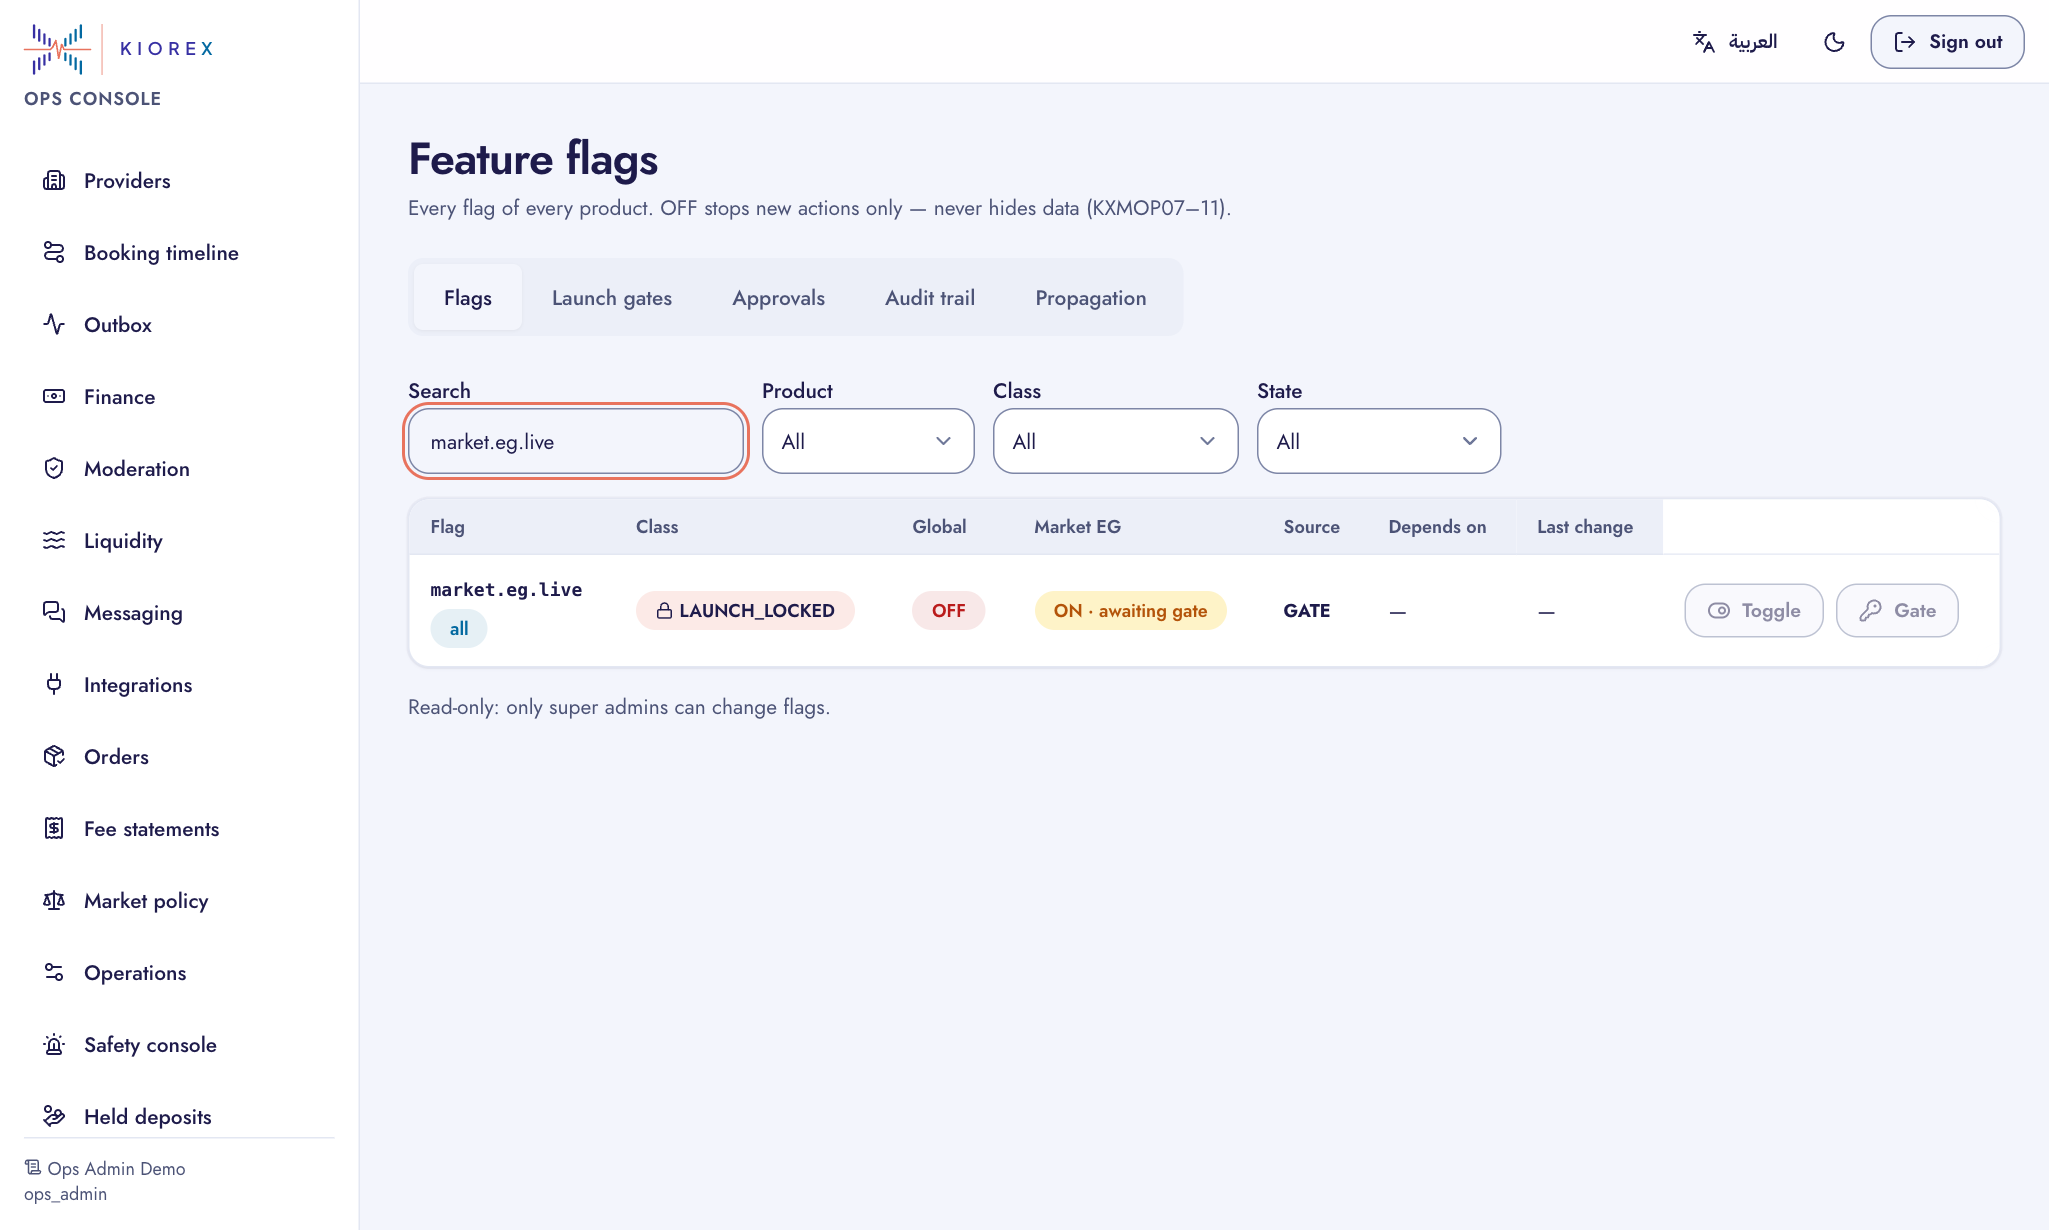 KIOREX
OPS CONSOLE
العربية
Sign out
Providers
Booking timeline
Outbox
Finance
Moderation
Liquidity
Messaging
Integrations
Orders
Fee statements
Market policy
Operations
Safety console
Held deposits
Ops Admin Demo
ops_admin
Feature flags
Every flag of every product. OFF stops new actions only — never hides data (KXMOP07–11).
Flags Launch gates Approvals Audit trail Propagation
Search Product Class State
market.eg.live All All All
Flag Class Global Market EG Source Depends on Last change
market.eg.live LAUNCH_LOCKED OFF ON · awaiting gate GATE — — Toggle Gate
all
Read-only: only super admins can change flags.